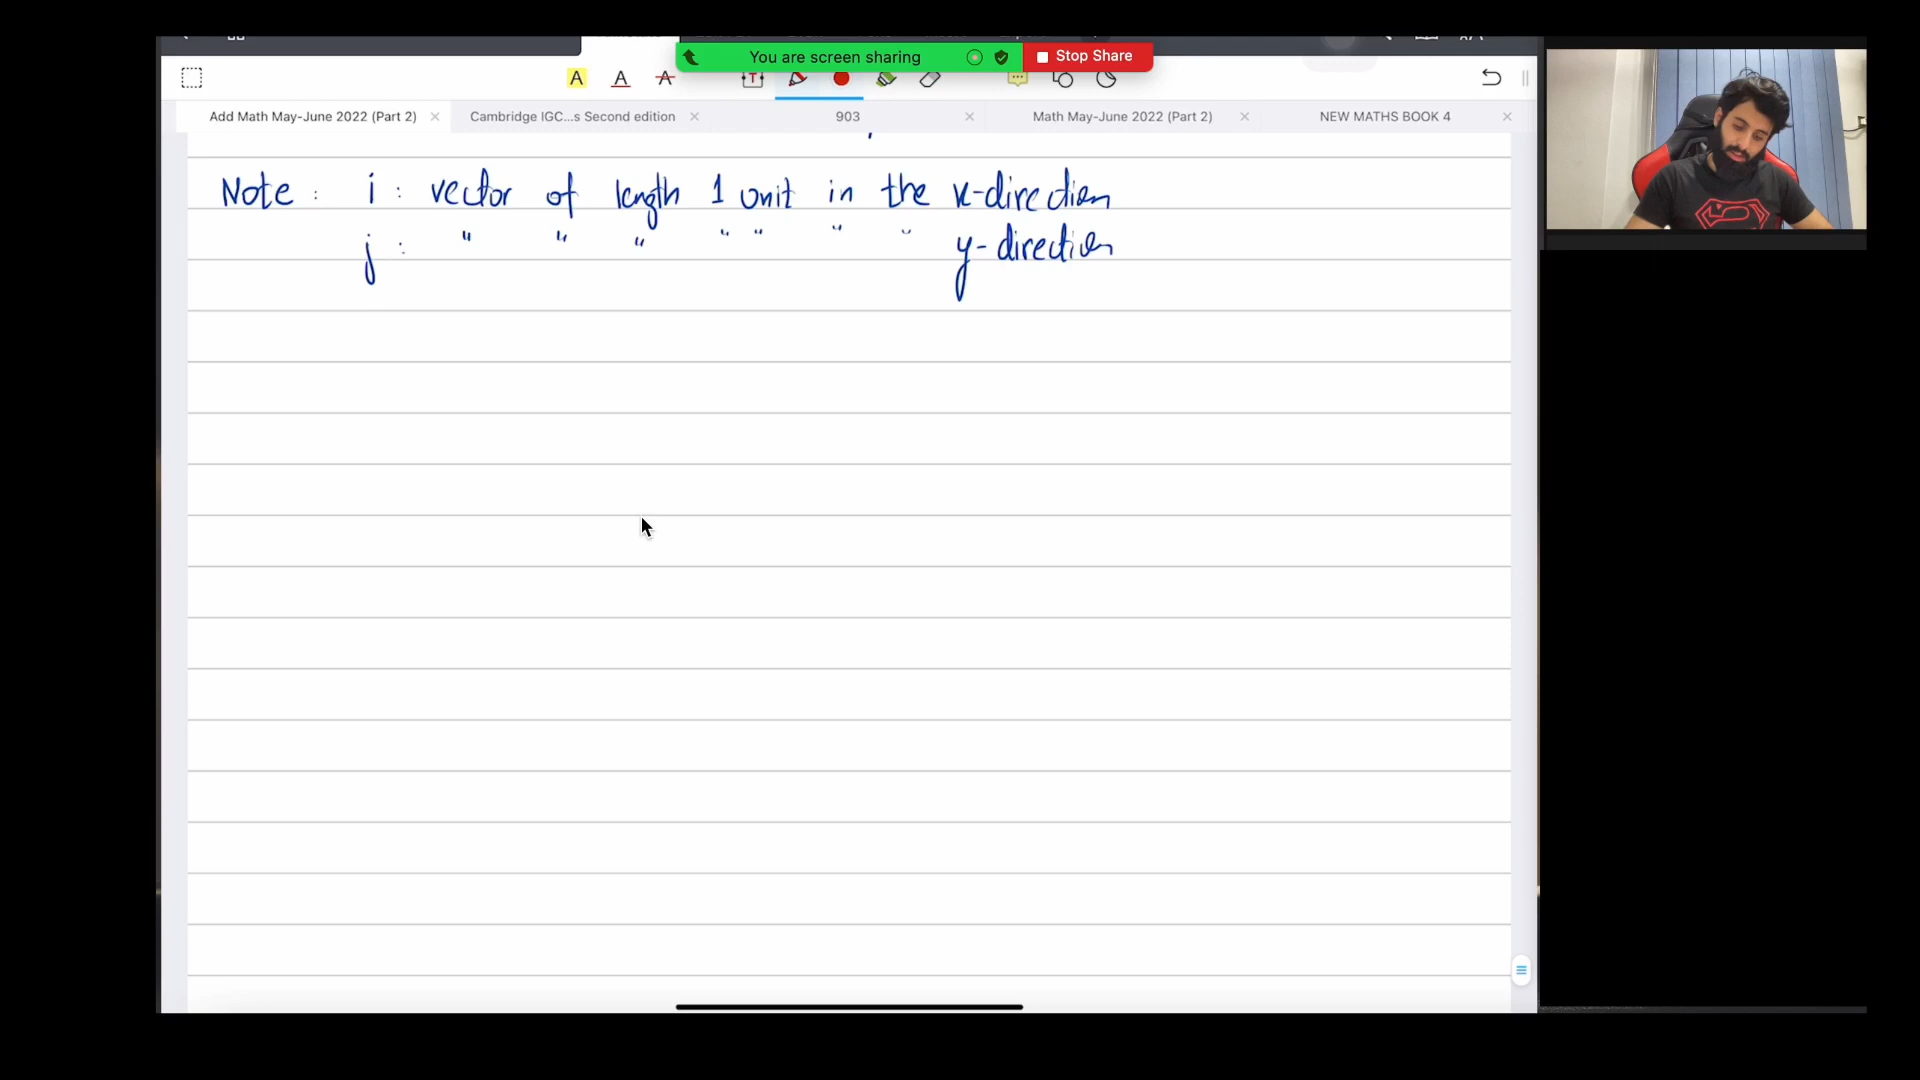 You are screen sharing Stop Share
A A A T
Add Math May-June 2022 (Part 2) Cambridge IGC...s Second edition 903 Math May-June 2022 (Part 2) NEW MATHS BOOK 4
Note : i : vector of length 1 unit in the x-direction
j : " " " " " " " y-direction